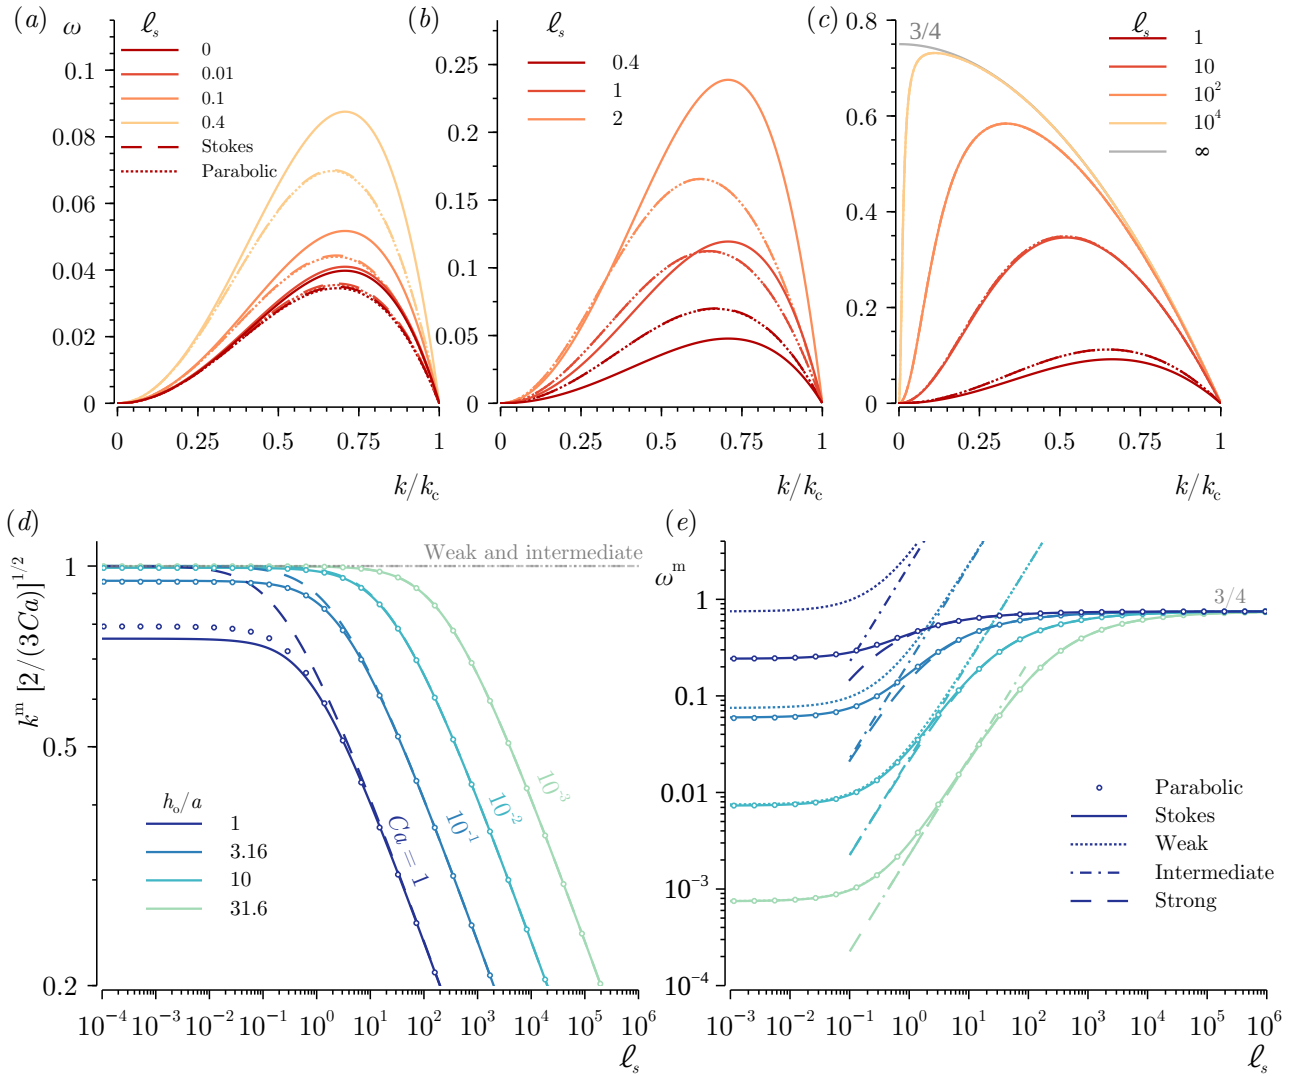 (a) ω ℓs
0
0.01
0.1
0.4
Stokes
Parabolic
0.1
0.08
0.06
0.04
0.02
0
0 0.25 0.5 0.75 1
k/kc
(b) ℓs
0.4
1
2
0.25
0.2
0.15
0.1
0.05
0
0 0.25 0.5 0.75 1
k/kc
(c) ℓs
3/4
1
10
10²
10⁴
∞
0.8
0.6
0.4
0.2
0
0 0.25 0.5 0.75 1
k/kc
(d)
kᵐ [2/(3Ca)]¹/²
Weak and intermediate
1
0.5
0.2
h₀/a
1
3.16
10
31.6
Ca = 1
10⁻¹
10⁻²
10⁻³
10⁻⁴ 10⁻³ 10⁻² 10⁻¹ 10⁰ 10¹ 10² 10³ 10⁴ 10⁵ 10⁶
ℓs
(e)
ωᵐ
3/4
1
0.1
0.01
10⁻³
10⁻⁴
Parabolic
Stokes
Weak
Intermediate
Strong
10⁻³ 10⁻² 10⁻¹ 10⁰ 10¹ 10² 10³ 10⁴ 10⁵ 10⁶
ℓs